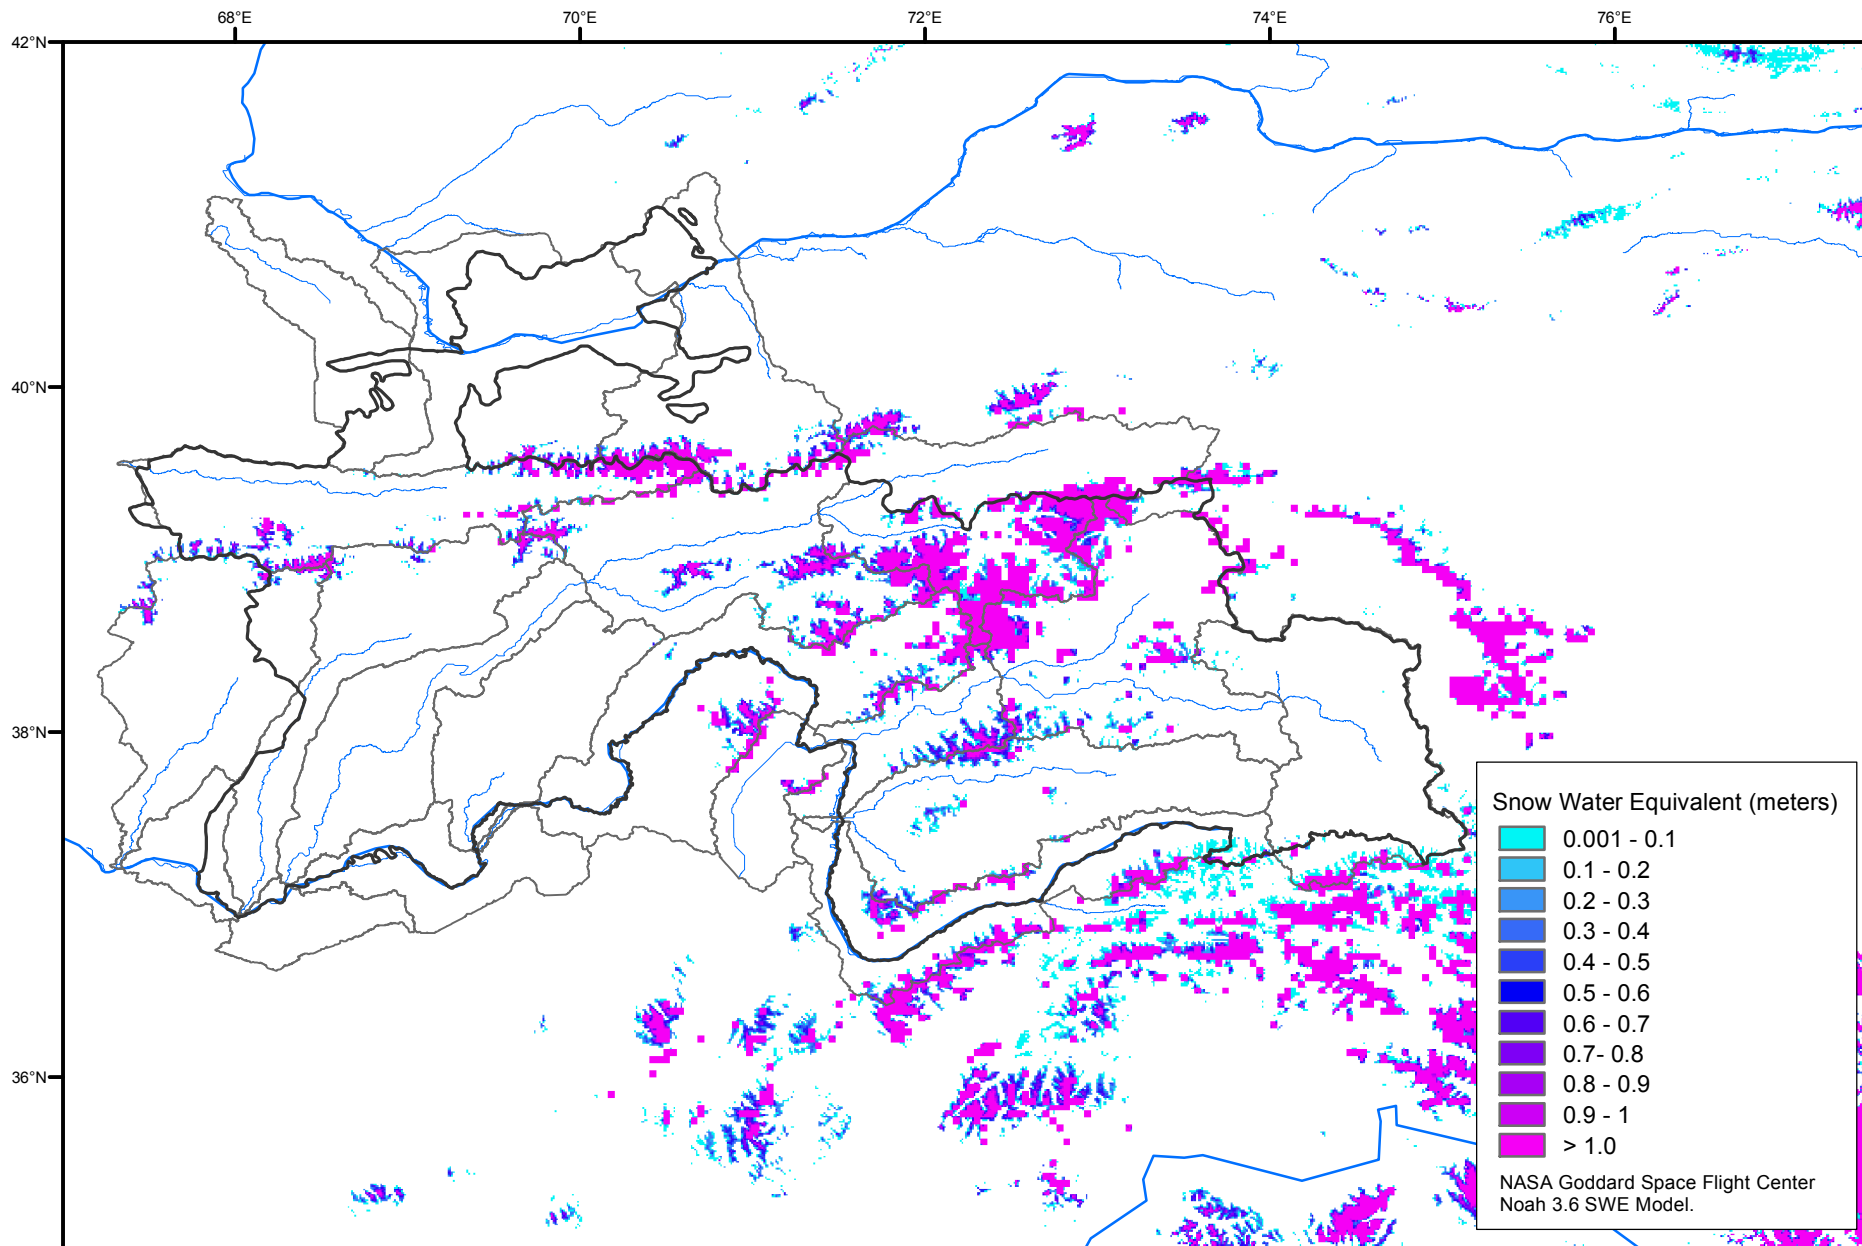 68°E 70°E 72°E 74°E 76°E
42°N
40°N
38°N
36°N
Snow Water Equivalent (meters)
0.001 - 0.1
0.1 - 0.2
0.2 - 0.3
0.3 - 0.4
0.4 - 0.5
0.5 - 0.6
0.6 - 0.7
0.7- 0.8
0.8 - 0.9
0.9 - 1
> 1.0
NASA Goddard Space Flight Center
Noah 3.6 SWE Model.